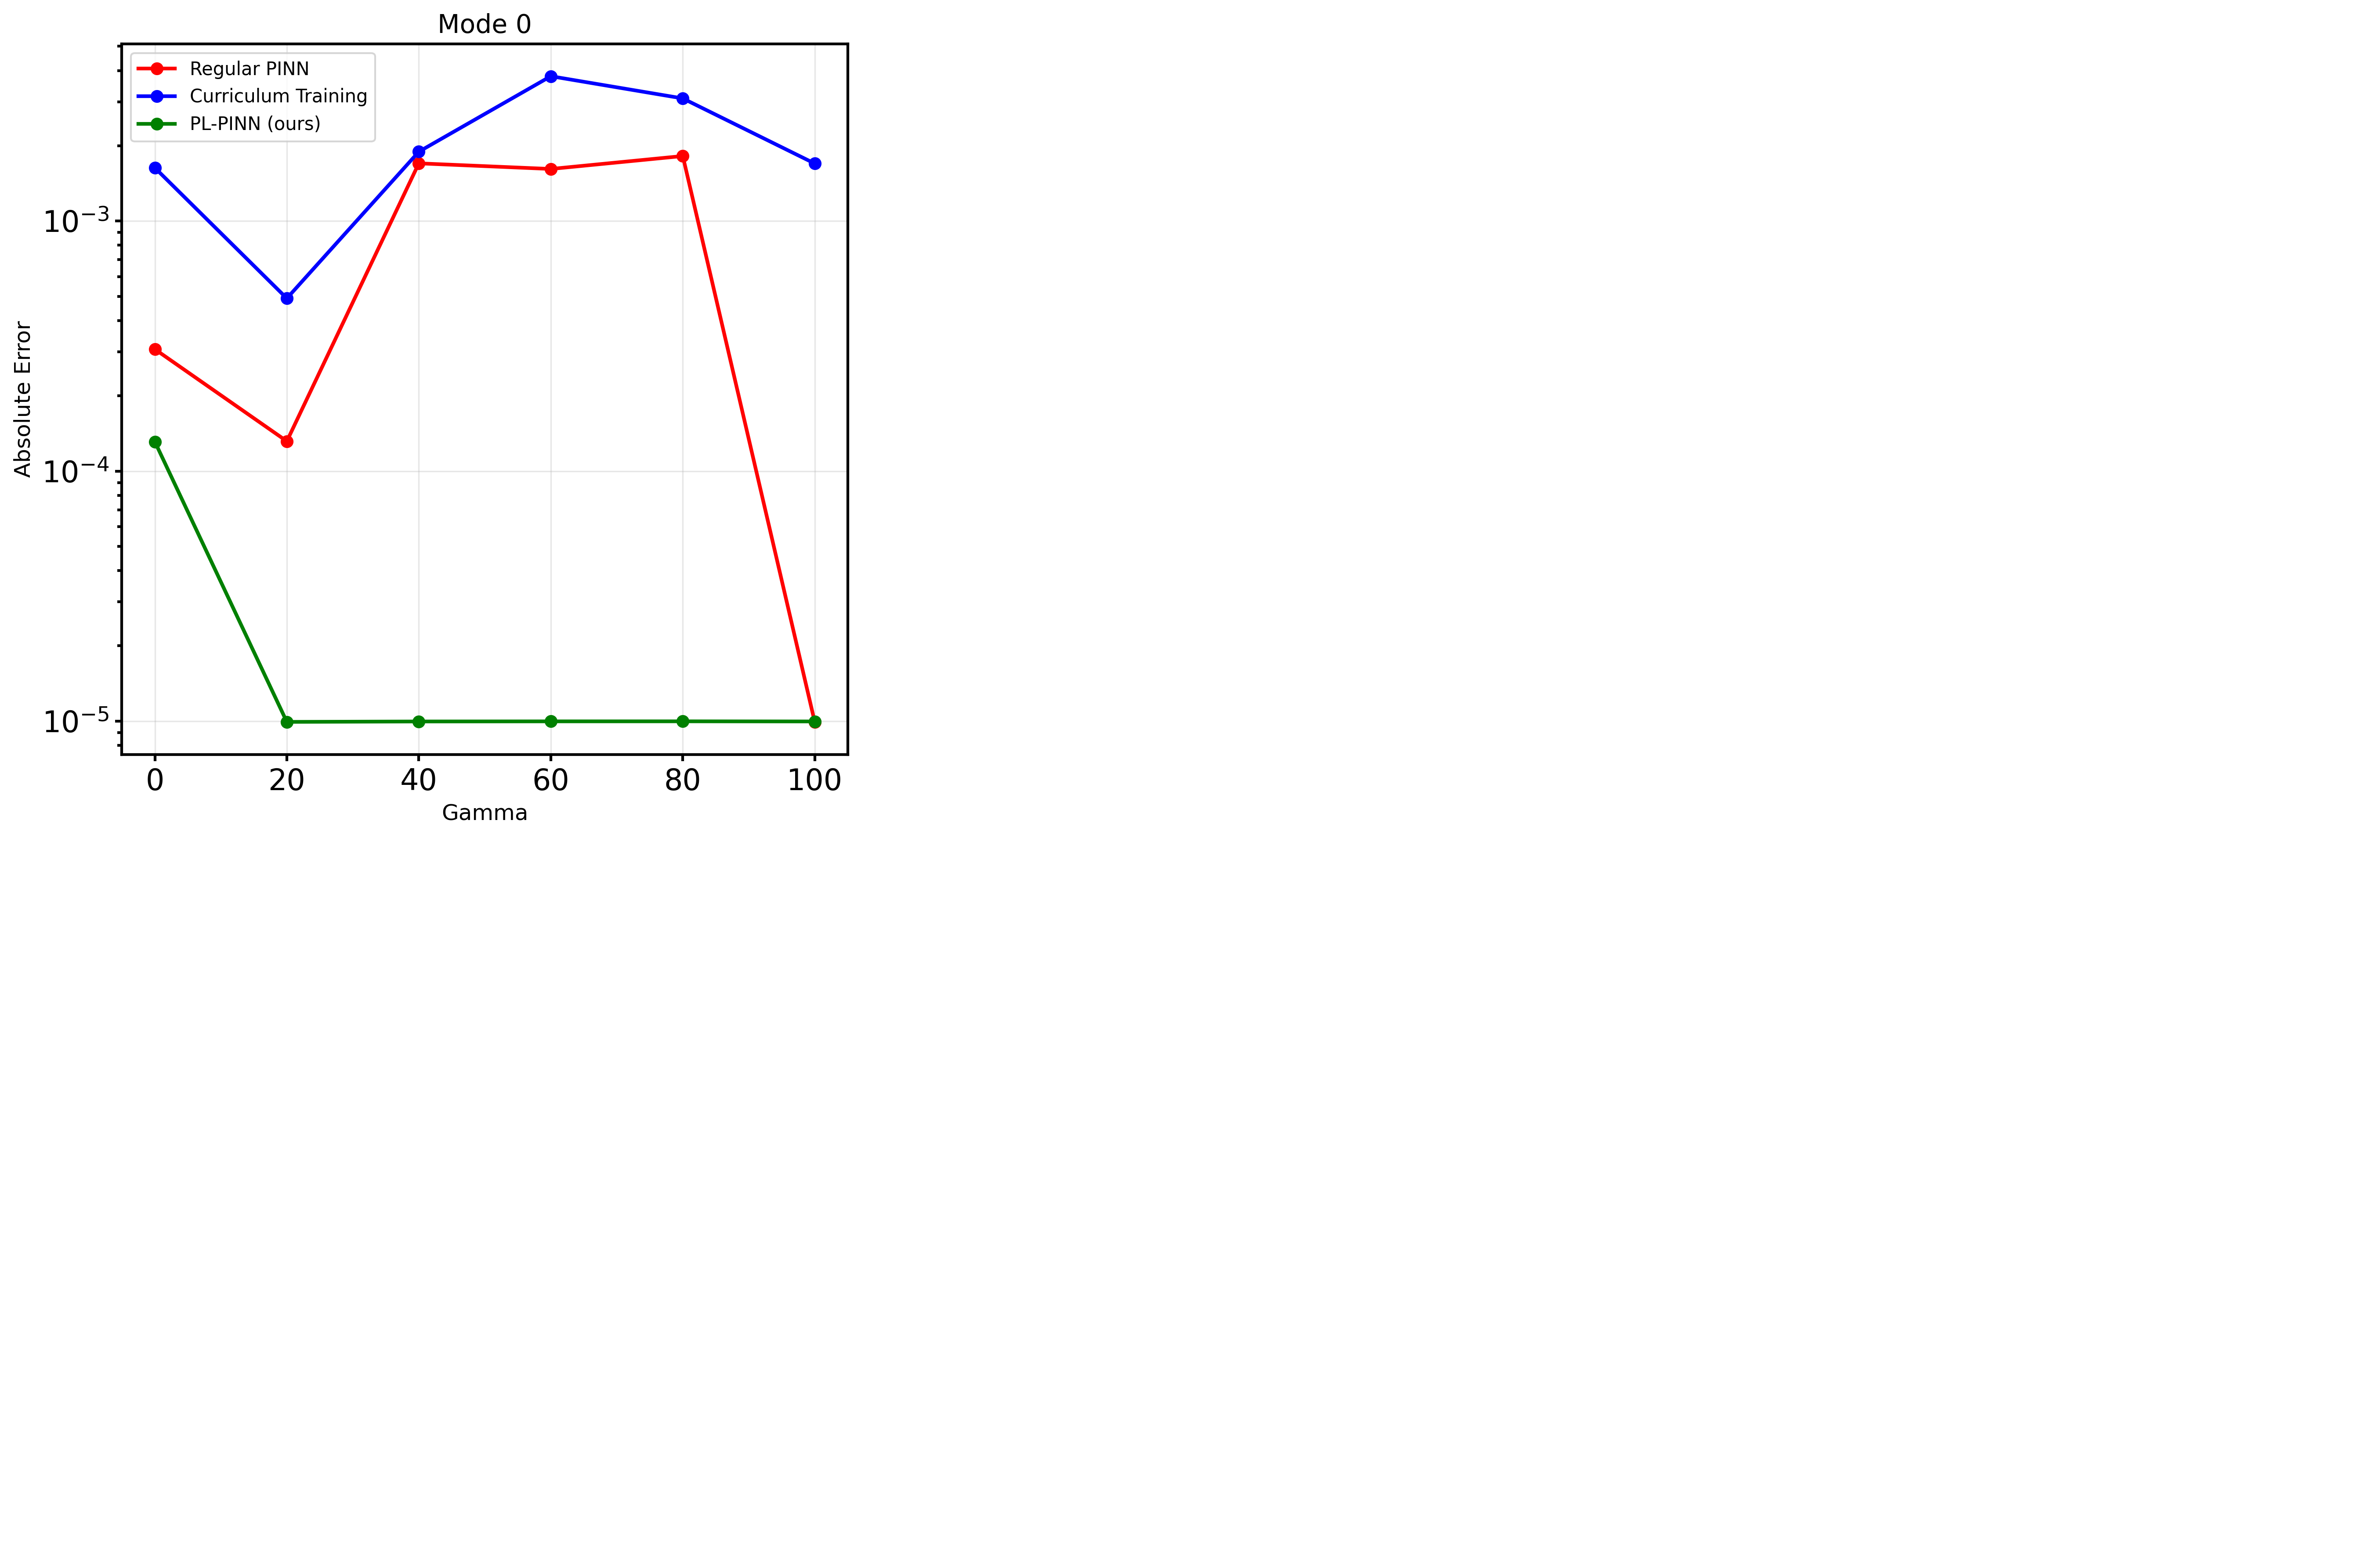 Mode 0
Regular PINN
Curriculum Training
PL-PINN (ours)
Absolute Error
10⁻³
10⁻⁴
10⁻⁵
0 20 40 60 80 100
Gamma